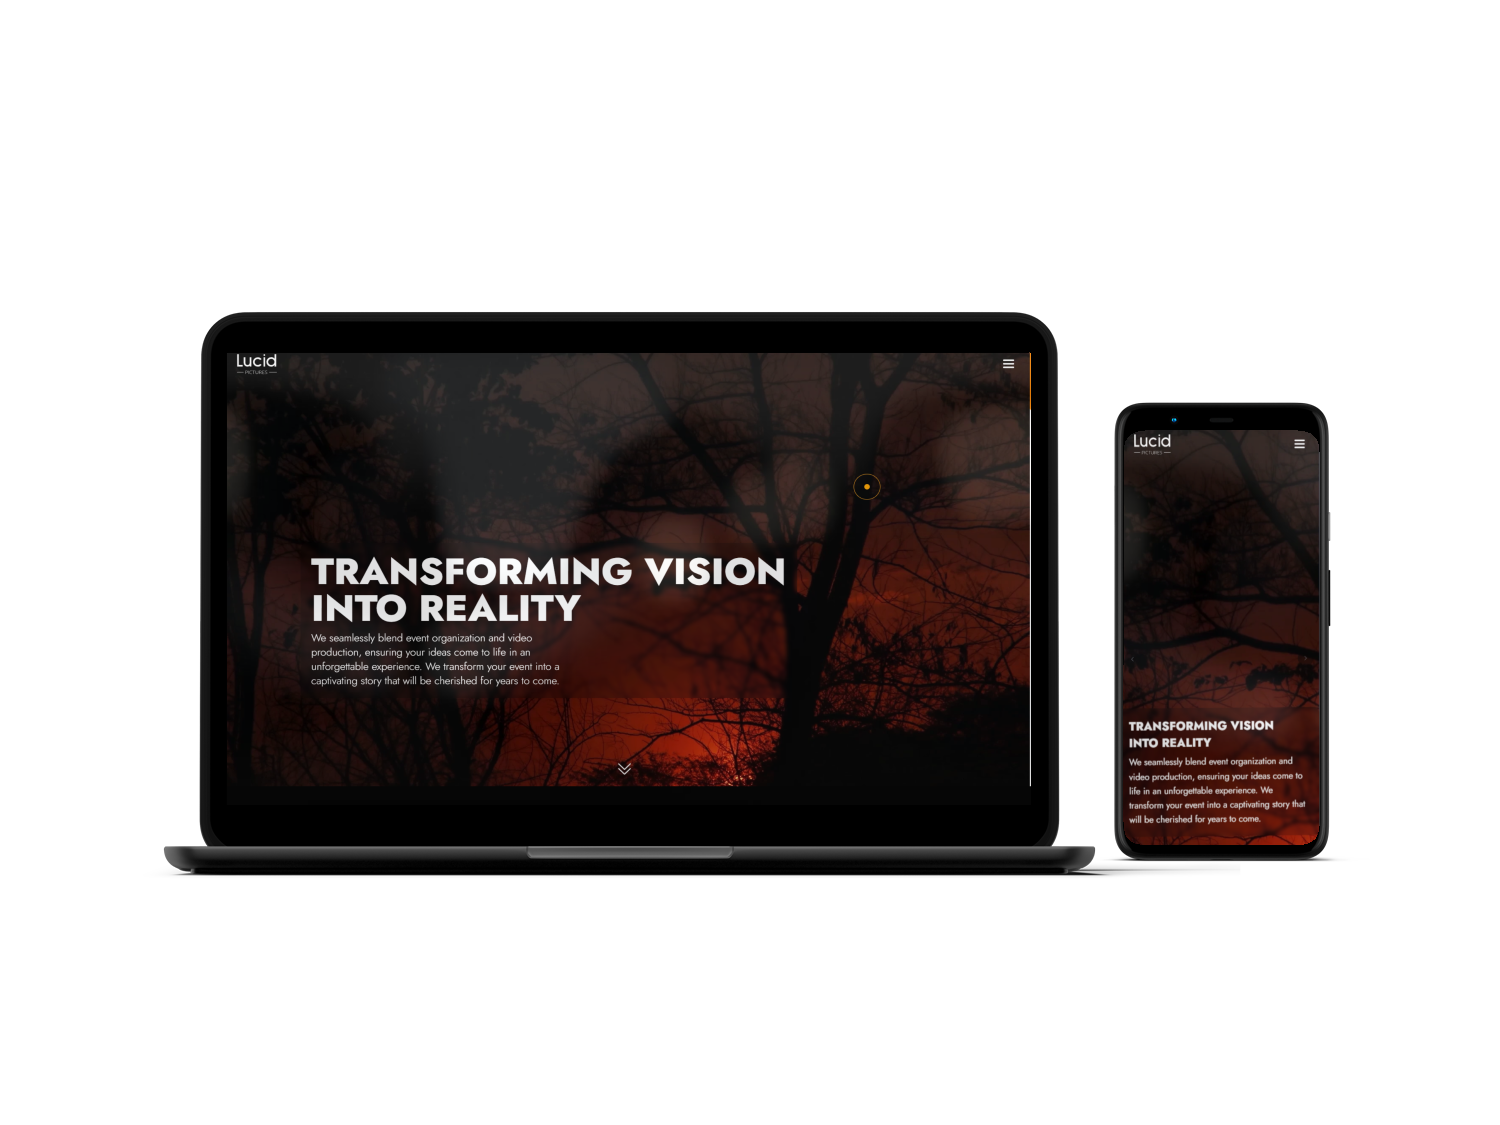 Lucid
PICTURES
TRANSFORMING VISION
INTO REALITY
We seamlessly blend event organization and video
production, ensuring your ideas come to life in an
unforgettable experience. We transform your event into a
captivating story that will be cherished for years to come.
Lucid
PICTURES
TRANSFORMING VISION
INTO REALITY
We seamlessly blend event organization and
video production, ensuring your ideas come to
life in an unforgettable experience. We
transform your event into a captivating story that
will be cherished for years to come.